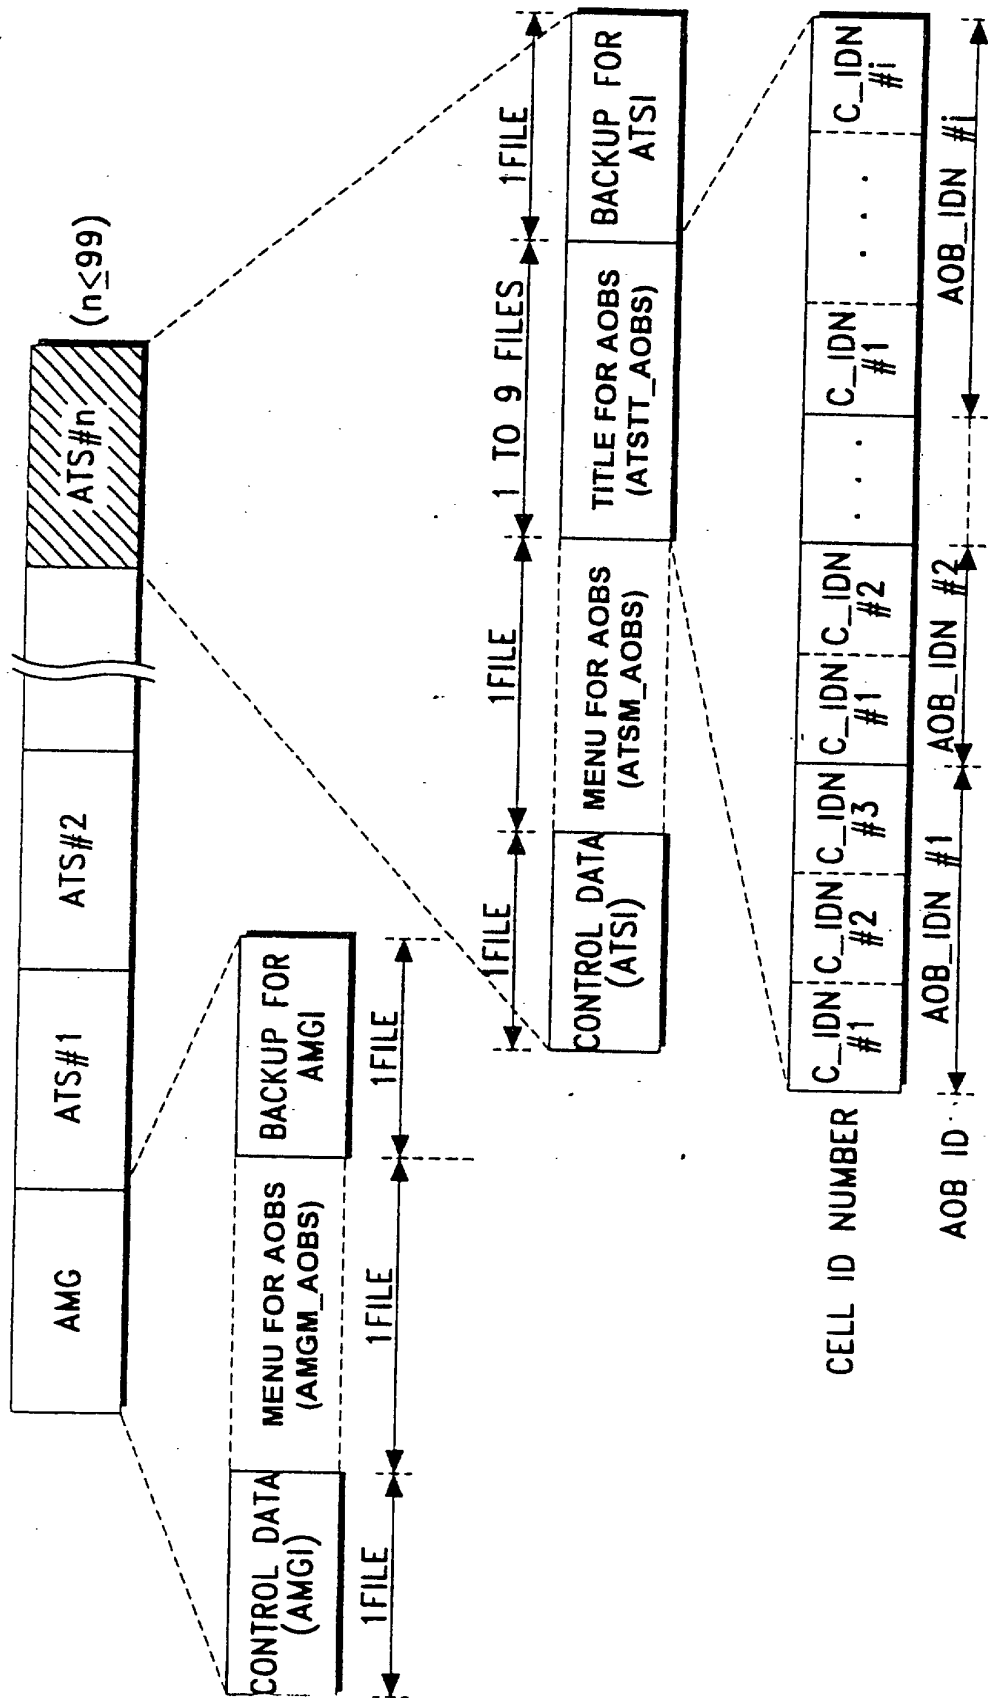 AMG
ATS#1
ATS#2
ATS#n
(n≤99)
CONTROL DATA
(AMGI)
MENU FOR AOBS
(AMGM_AOBS)
BACKUP FOR
AMGI
1FILE
1FILE
1FILE
1FILE
1FILE
1 TO 9 FILES
1FILE
CONTROL DATA
(ATSI)
MENU FOR AOBS
(ATSM_AOBS)
TITLE FOR AOBS
(ATSTT_AOBS)
BACKUP FOR
ATSI
CELL ID NUMBER
C_IDN
#1
C_IDN
#2
C_IDN
#3
C_IDN
#1
C_IDN
#2
. . .
C_IDN
#1
. . .
C_IDN
#i
AOB ID
AOB_IDN #1
AOB_IDN #2
AOB_IDN #i